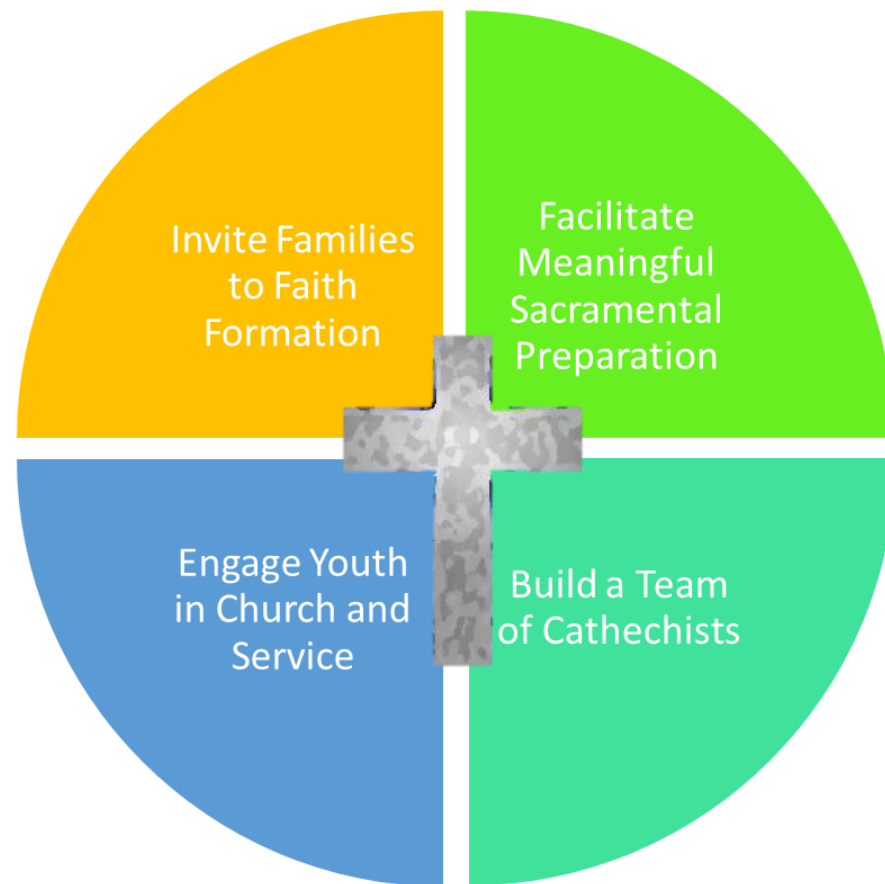 Invite Families
to Faith
Formation
Facilitate
Meaningful
Sacramental
Preparation
Engage Youth
in Church and
Service
Build a Team
of Cathechists